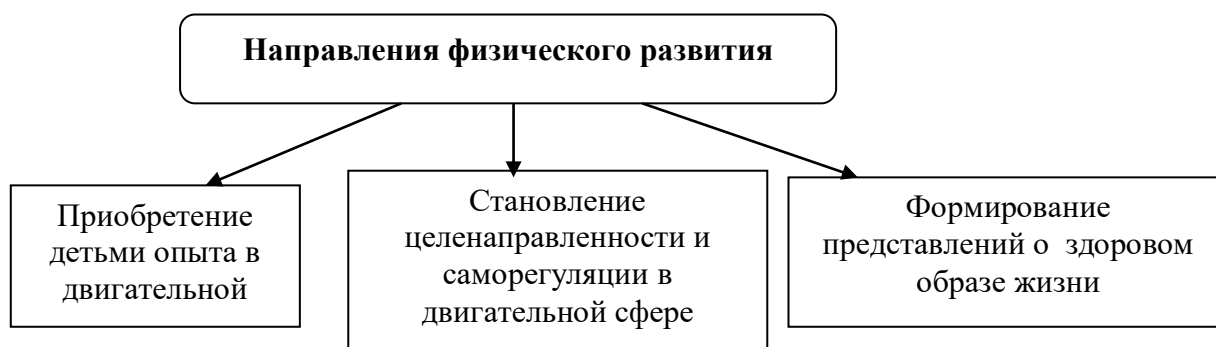 Направления физического развития
Приобретение
детьми опыта в
двигательной
Становление
целенаправленности и
саморегуляции в
двигательной сфере
Формирование
представлений о здоровом
образе жизни